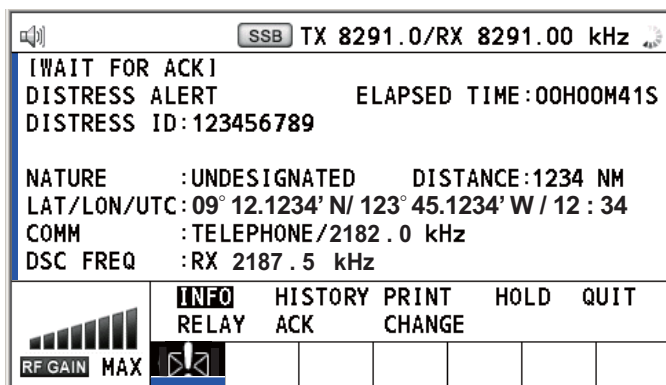 SSB TX 8291.0/RX 8291.00 kHz
[WAIT FOR ACK]
DISTRESS ALERT ELAPSED TIME:00H00M41S
DISTRESS ID:123456789
NATURE :UNDESIGNATED DISTANCE:1234 NM
LAT/LON/UTC:09° 12.1234' N/ 123° 45.1234' W / 12 : 34
COMM :TELEPHONE/2182 . 0 kHz
DSC FREQ :RX 2187 . 5 kHz
INFO HISTORY PRINT HOLD QUIT
RELAY ACK CHANGE
RF GAIN MAX